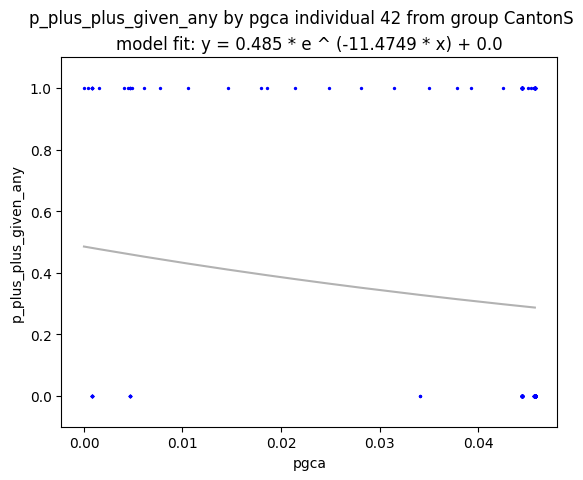 p_plus_plus_given_any by pgca individual 42 from group CantonS
model fit: y = 0.485 * e ^ (-11.4749 * x) + 0.0
p_plus_plus_given_any
1.0
0.8
0.6
0.4
0.2
0.0
0.00 0.01 0.02 0.03 0.04
pgca